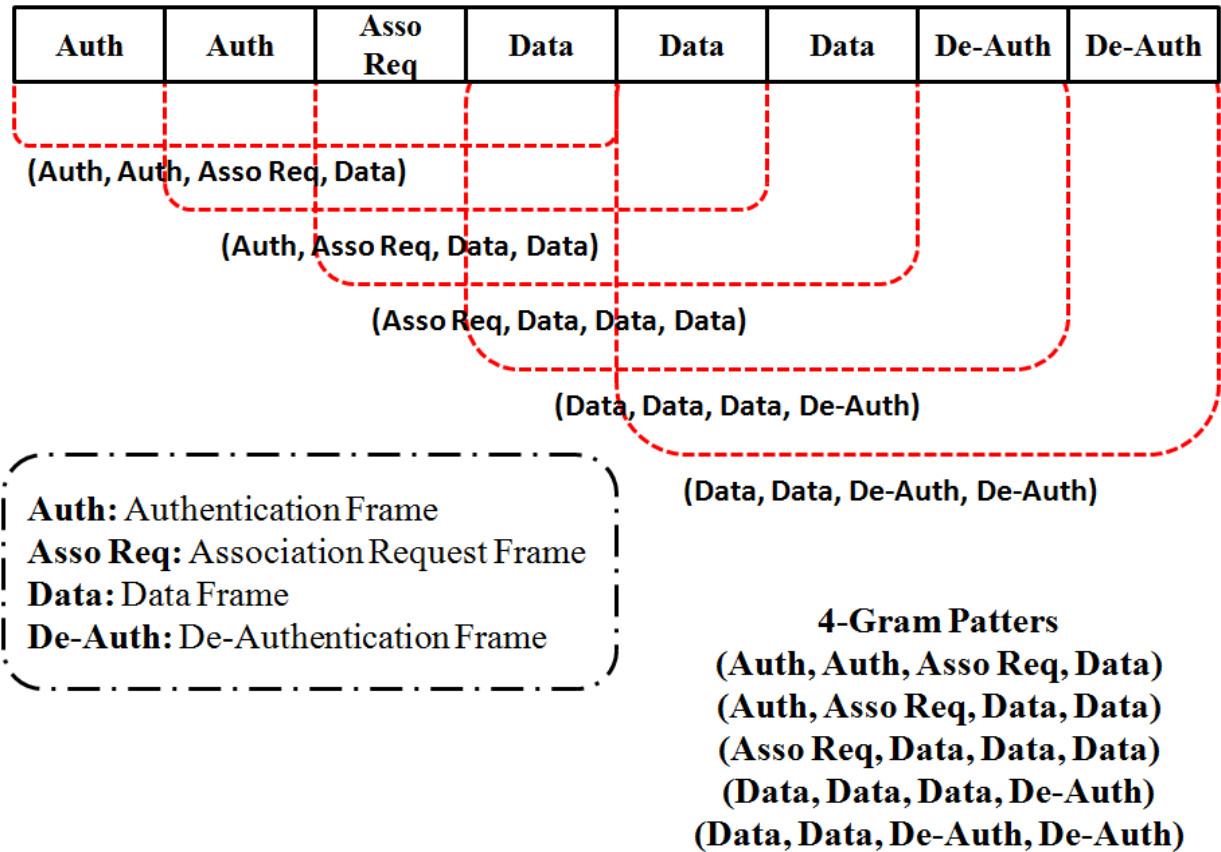 Auth Auth Asso Req Data Data Data De-Auth De-Auth
(Auth, Auth, Asso Req, Data)
(Auth, Asso Req, Data, Data)
(Asso Req, Data, Data, Data)
(Data, Data, Data, De-Auth)
(Data, Data, De-Auth, De-Auth)
Auth: Authentication Frame
Asso Req: Association Request Frame
Data: Data Frame
De-Auth: De-Authentication Frame
4-Gram Patters
(Auth, Auth, Asso Req, Data)
(Auth, Asso Req, Data, Data)
(Asso Req, Data, Data, Data)
(Data, Data, Data, De-Auth)
(Data, Data, De-Auth, De-Auth)